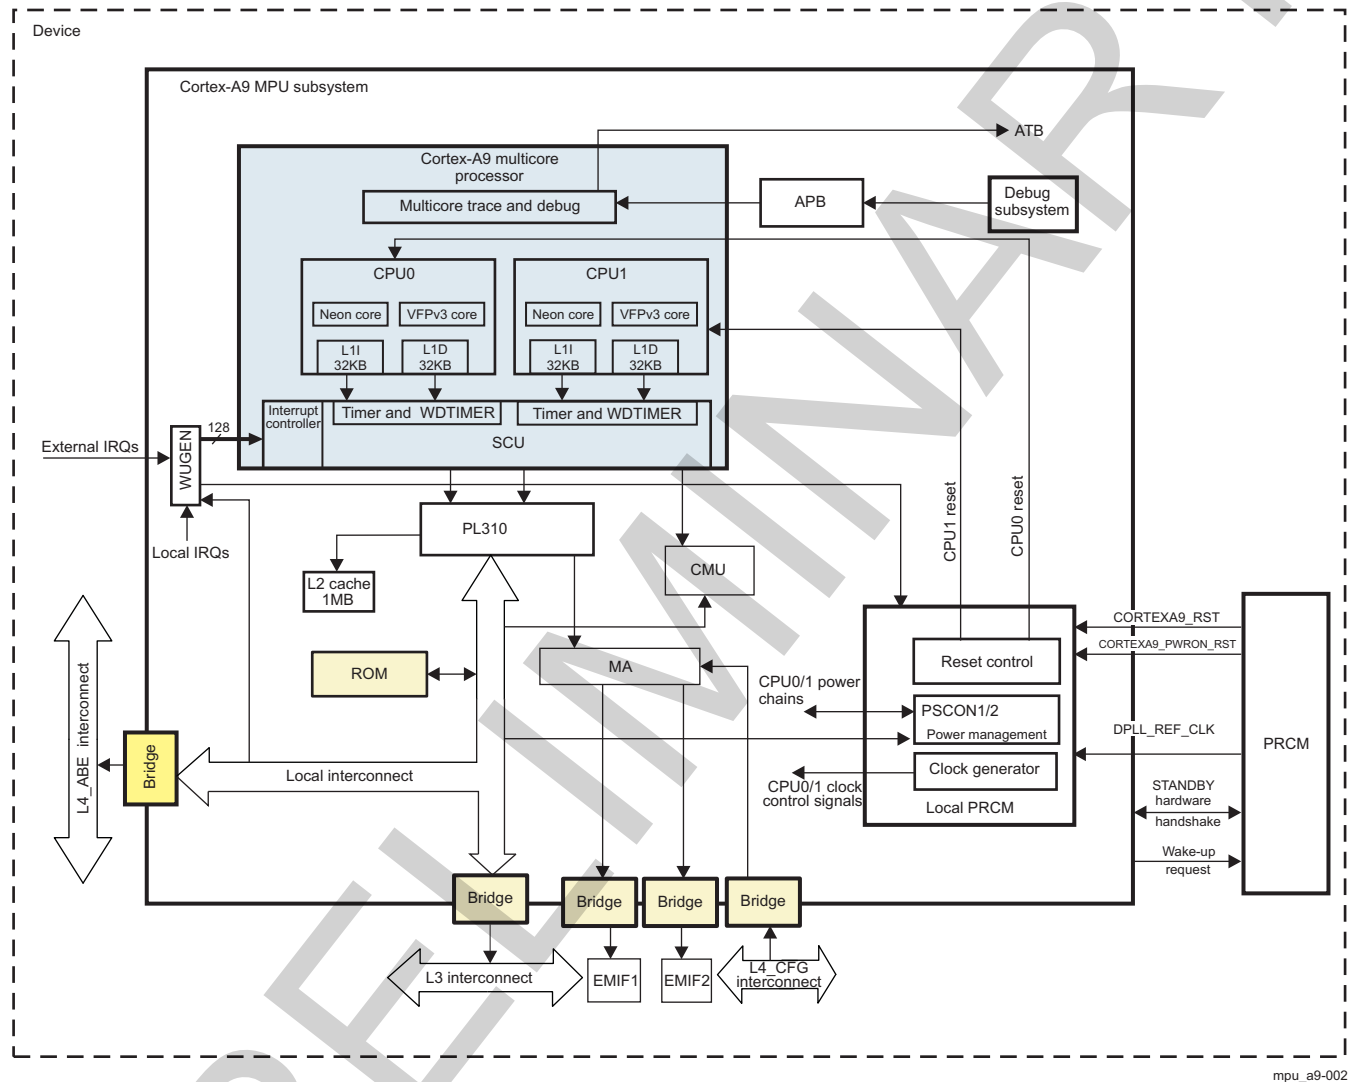 Device
Cortex-A9 MPU subsystem
ATB
Cortex-A9 multicore
processor
Multicore trace and debug
APB
Debug
subsystem
CPU0
CPU1
Neon core
VFPv3 core
Neon core
VFPv3 core
L1I
32KB
L1D
32KB
L1I
32KB
L1D
32KB
Interrupt
controller
Timer and WDTIMER
Timer and WDTIMER
SCU
128
External IRQs
WUGEN
Local IRQs
CPU1 reset
CPU0 reset
PL310
CMU
L2 cache
1MB
CORTEXA9_RST
CORTEXA9_PWRON_RST
ROM
MA
Reset control
CPU0/1 power
chains
PSCON1/2
Power management
DPLL_REF_CLK
PRCM
L4_ABE interconnect
Bridge
Local interconnect
Clock generator
CPU0/1 clock
control signals
Local PRCM
STANDBY
hardware
handshake
Wake-up
request
Bridge
Bridge
Bridge
Bridge
L3 interconnect
EMIF1
EMIF2
L4_CFG
interconnect
mpu_a9-002
PRELIMINARY